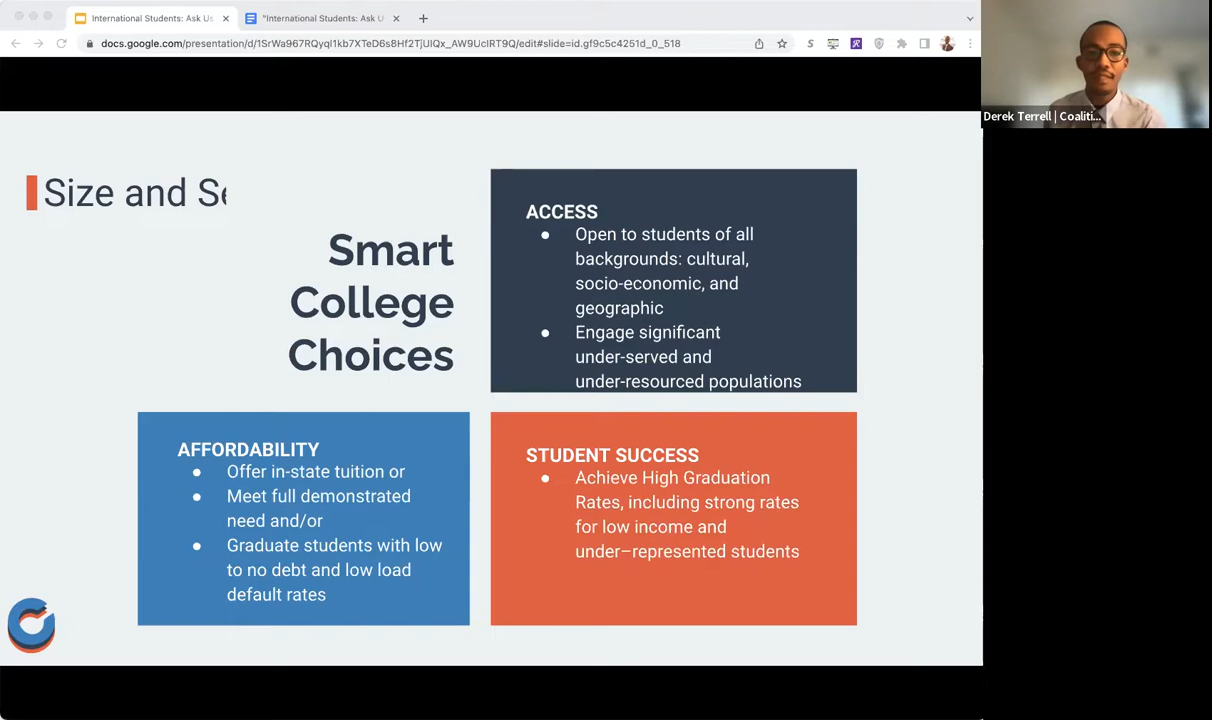 International Students: Ask Us
"International Students: Ask U
docs.google.com/presentation/d/1SrWa967RQyql1kb7XTeD6s8Hf2TjUIQx_AW9UclRT9Q/edit#slide=id.gf9c5c4251d_0_518
Derek Terrell | Coaliti...
Size and Se
Smart
College
Choices
ACCESS
● Open to students of all
backgrounds: cultural,
socio-economic, and
geographic
● Engage significant
under-served and
under-resourced populations
AFFORDABILITY
● Offer in-state tuition or
● Meet full demonstrated
need and/or
● Graduate students with low
to no debt and low load
default rates
STUDENT SUCCESS
● Achieve High Graduation
Rates, including strong rates
for low income and
under–represented students